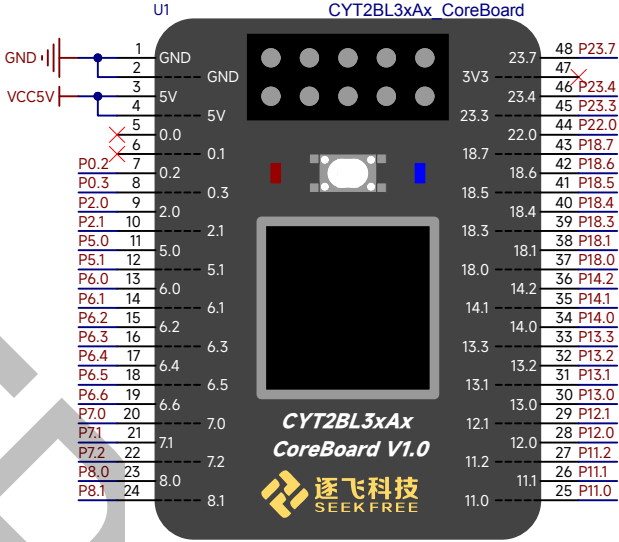 U1 CYT2BL3xAx_CoreBoard
GND 1 GND 23.7 48 P23.7
2 GND 3V3 47
VCC5V 3 5V 23.4 46 P23.4
4 5V 23.3 45 P23.3
5 0.0 22.0 44 P22.0
6 0.1 18.7 43 P18.7
P0.2 7 0.2 18.6 42 P18.6
P0.3 8 0.3 18.5 41 P18.5
P2.0 9 2.0 18.4 40 P18.4
P2.1 10 2.1 18.3 39 P18.3
P5.0 11 5.0 18.1 38 P18.1
P5.1 12 5.1 18.0 37 P18.0
P6.0 13 6.0 14.2 36 P14.2
P6.1 14 6.1 14.1 35 P14.1
P6.2 15 6.2 14.0 34 P14.0
P6.3 16 6.3 13.3 33 P13.3
P6.4 17 6.4 13.2 32 P13.2
P6.5 18 6.5 13.1 31 P13.1
P6.6 19 6.6 13.0 30 P13.0
P7.0 20 7.0 12.1 29 P12.1
P7.1 21 7.1 12.0 28 P12.0
P7.2 22 7.2 11.2 27 P11.2
P8.0 23 8.0 11.1 26 P11.1
P8.1 24 8.1 11.0 25 P11.0
CYT2BL3xAx
CoreBoard V1.0
逐飞科技
SEEKFREE